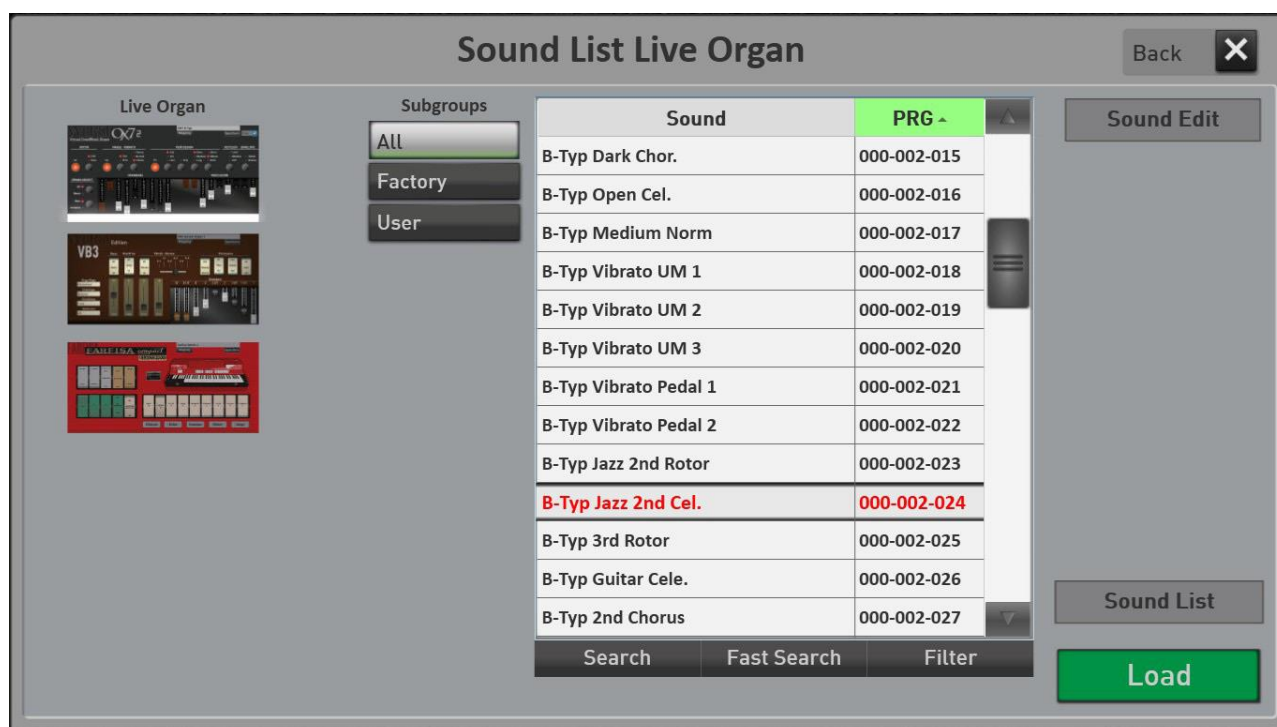 Sound List Live Organ
Back
Live Organ
OX7²
VB3
FARFISA compact
Subgroups
All
Factory
User
Sound PRG
B-Typ Dark Chor. 000-002-015
B-Typ Open Cel. 000-002-016
B-Typ Medium Norm 000-002-017
B-Typ Vibrato UM 1 000-002-018
B-Typ Vibrato UM 2 000-002-019
B-Typ Vibrato UM 3 000-002-020
B-Typ Vibrato Pedal 1 000-002-021
B-Typ Vibrato Pedal 2 000-002-022
B-Typ Jazz 2nd Rotor 000-002-023
B-Typ Jazz 2nd Cel. 000-002-024
B-Typ 3rd Rotor 000-002-025
B-Typ Guitar Cele. 000-002-026
B-Typ 2nd Chorus 000-002-027
Search Fast Search Filter
Sound Edit
Sound List
Load